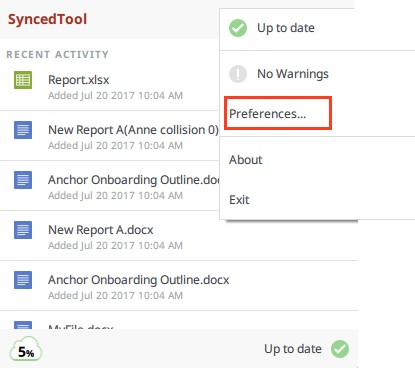 SyncedTool
Up to date
No Warnings
Preferences...
About
Exit
RECENT ACTIVITY
Report.xlsx
Added Jul 20 2017 10:04 AM
New Report A(Anne collision 0)
Added Jul 20 2017 10:04 AM
Anchor Onboarding Outline.doc
Added Jul 20 2017 10:04 AM
New Report A.docx
Added Jul 20 2017 10:04 AM
Anchor Onboarding Outline.docx
Added Jul 20 2017 10:04 AM
MyFile.docx
5%
Up to date